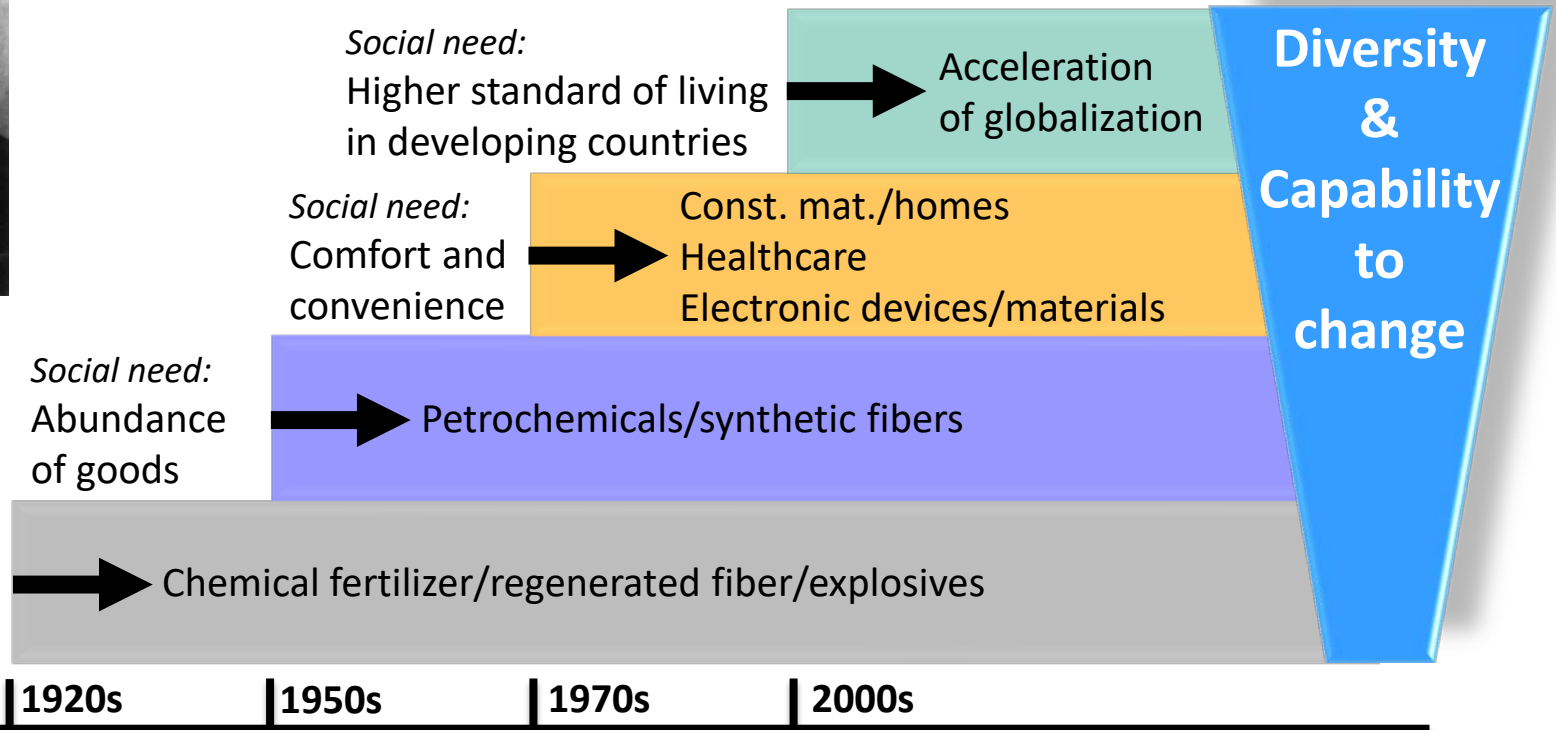 Social need:
Higher standard of living
in developing countries
Acceleration
of globalization
Social need:
Comfort and
convenience
Const. mat./homes
Healthcare
Electronic devices/materials
Social need:
Abundance
of goods
Petrochemicals/synthetic fibers
Chemical fertilizer/regenerated fiber/explosives
Diversity
&
Capability
to
change
1920s
1950s
1970s
2000s